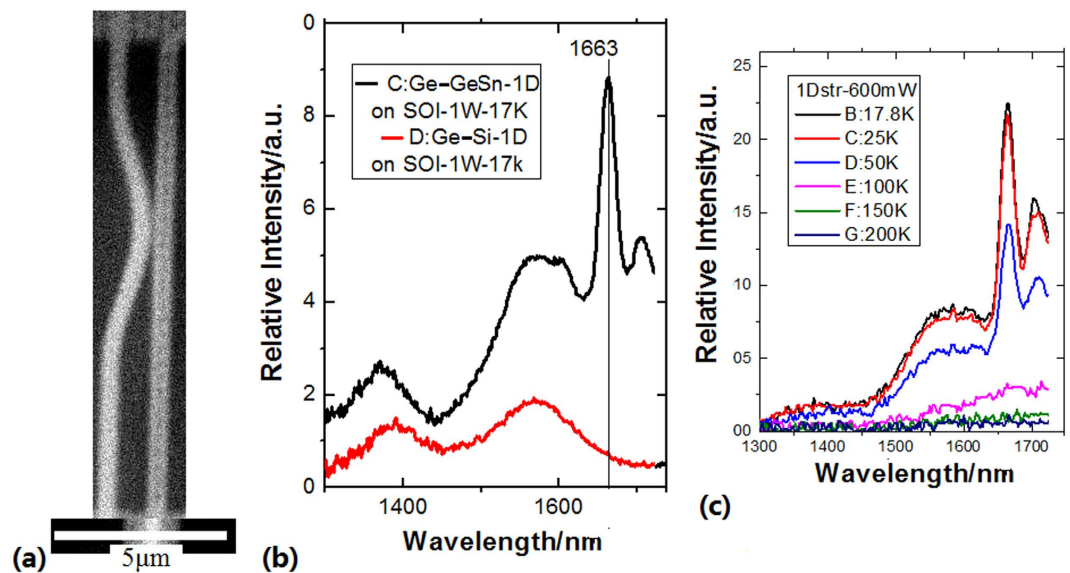 (a)
5μm
(b)
Relative Intensity/a.u.
0
8
6
4
2
0
1663
C:Ge-GeSn-1D
on SOI-1W-17K
D:Ge-Si-1D
on SOI-1W-17k
1400
1600
Wavelength/nm
(c)
Relative Intensity/a.u.
25
20
15
10
05
00
1Dstr-600mW
B:17.8K
C:25K
D:50K
E:100K
F:150K
G:200K
1300 1400 1500 1600 1700
Wavelength/nm